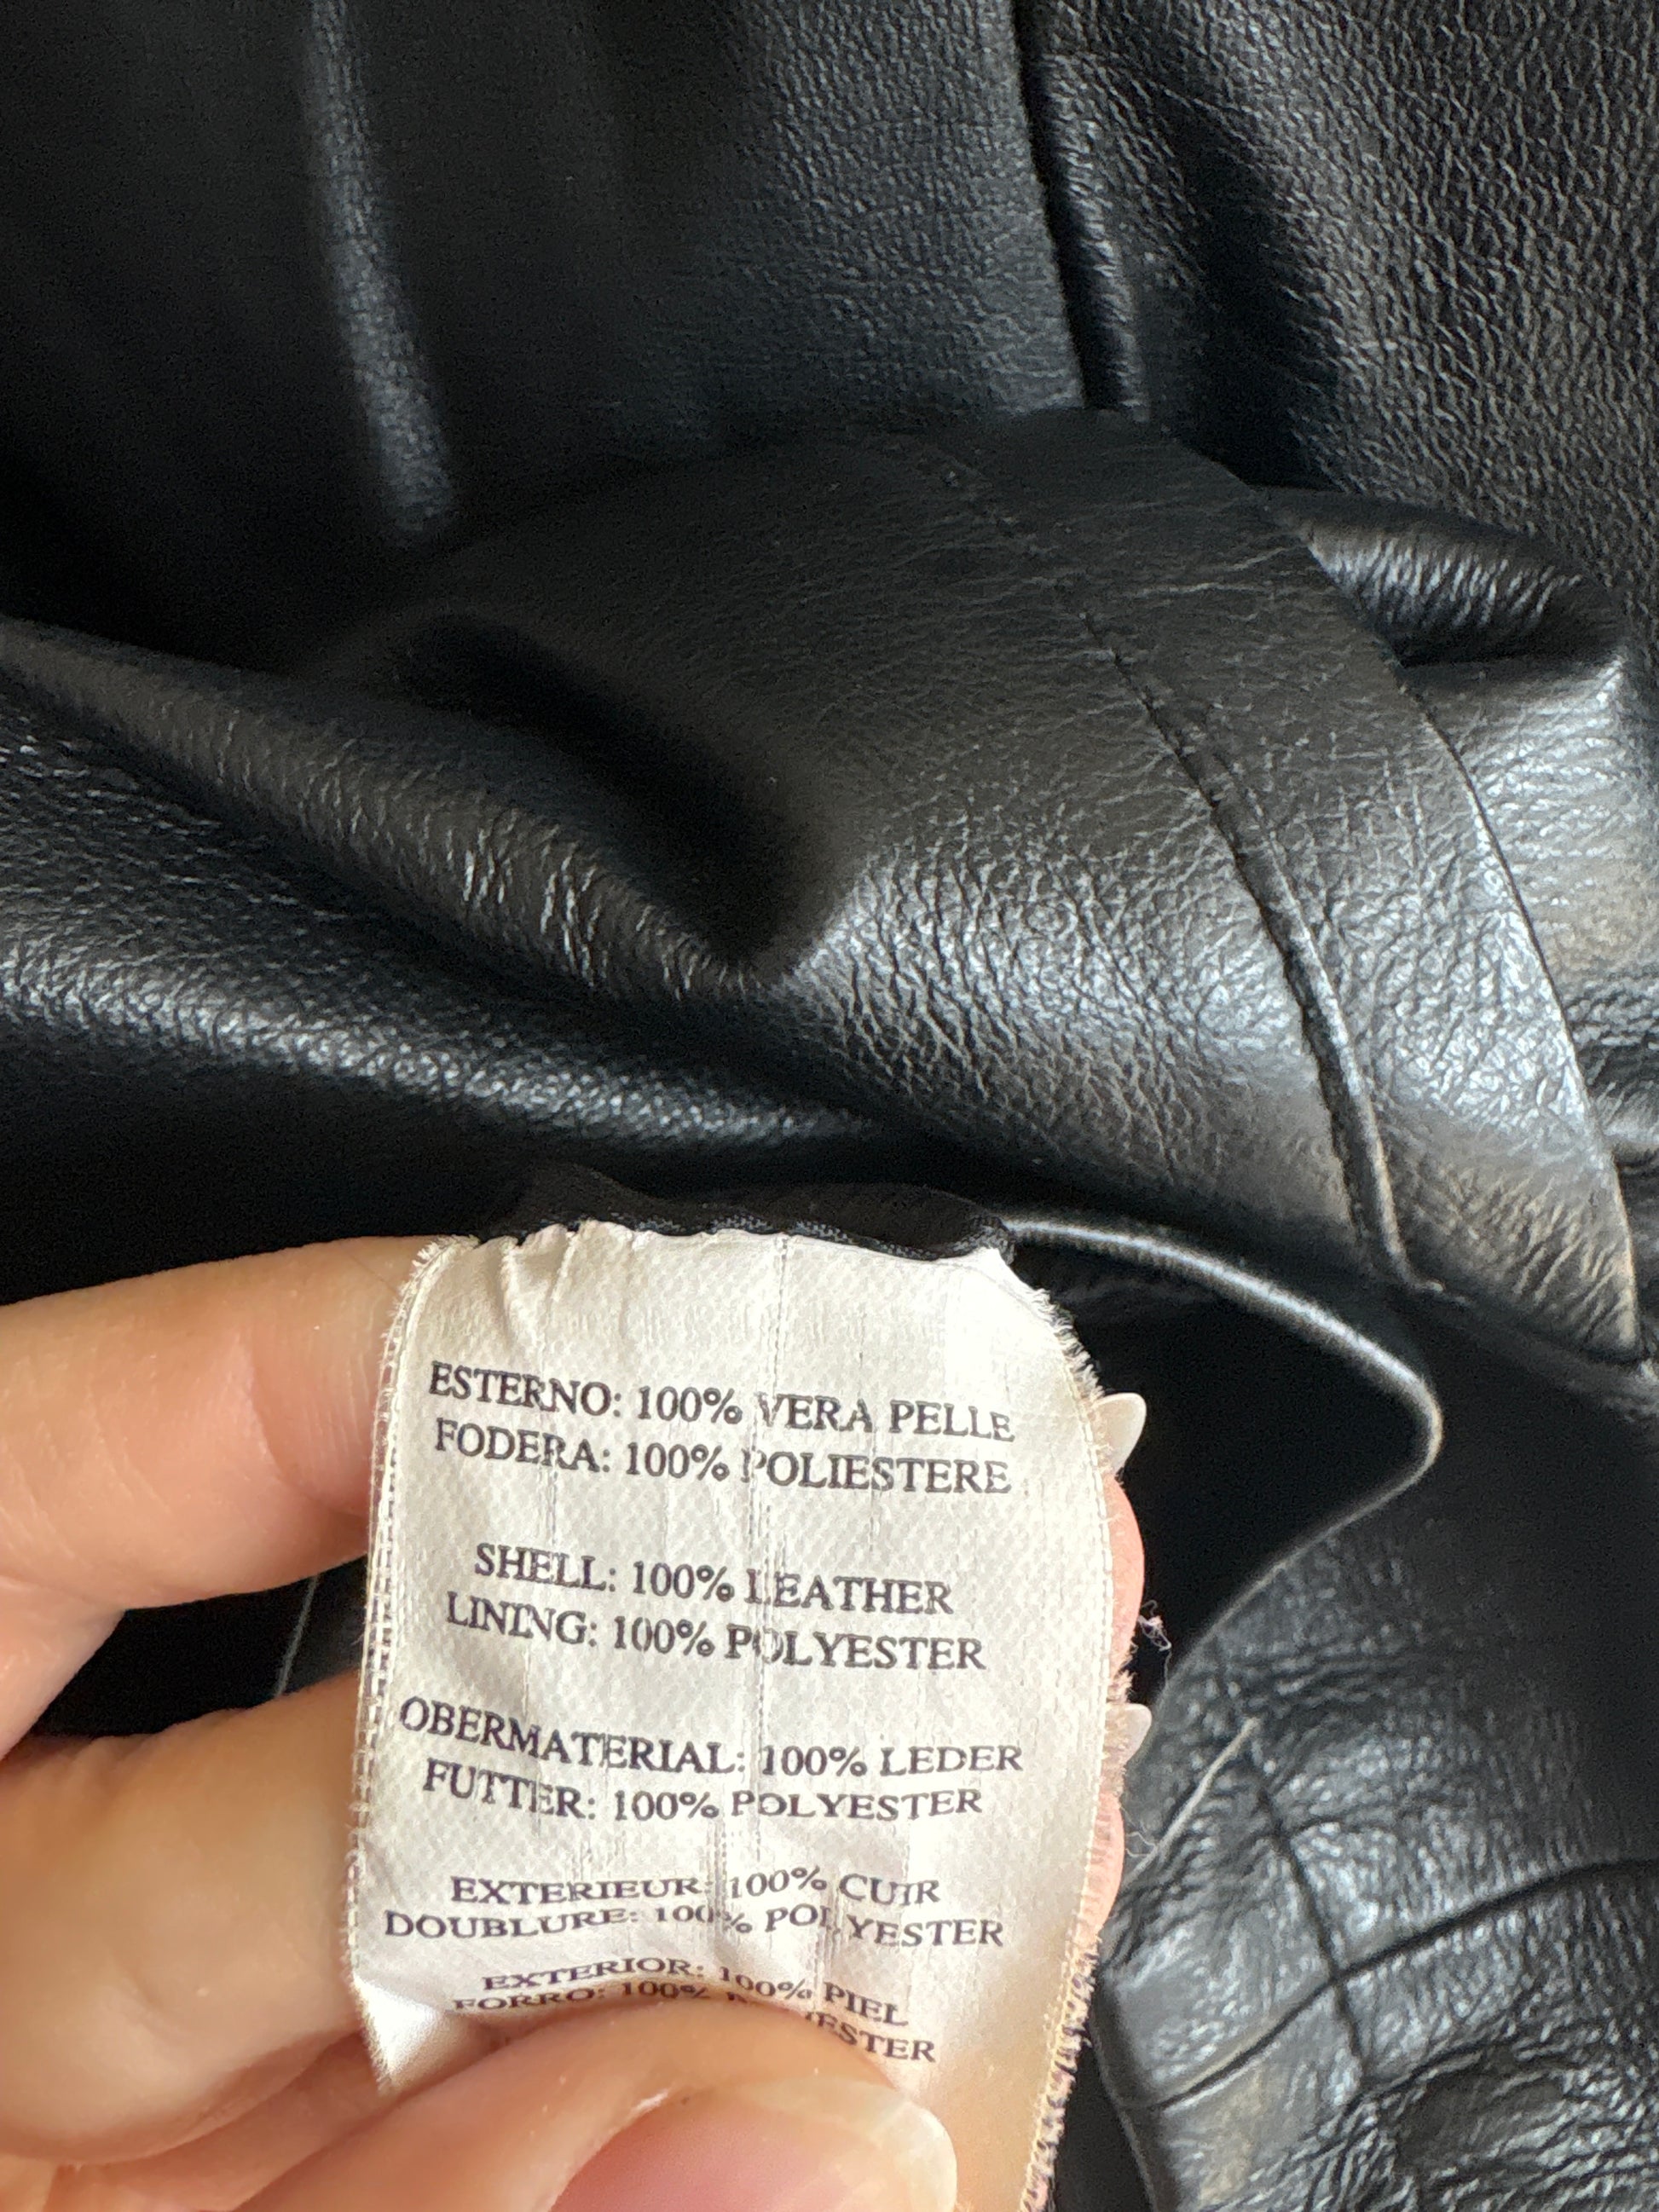 ESTERNO: 100% VERA PELLE
FODERA: 100% POLIESTERE
SHELL: 100% LEATHER
LINING: 100% POLYESTER
OBERMATERIAL: 100% LEDER
FUTTER: 100% POLYESTER
EXTERIEUR: 100% CUIR
DOUBLURE: 100% POLYESTER
EXTERIOR: 100% PIEL
FORRO: 100%